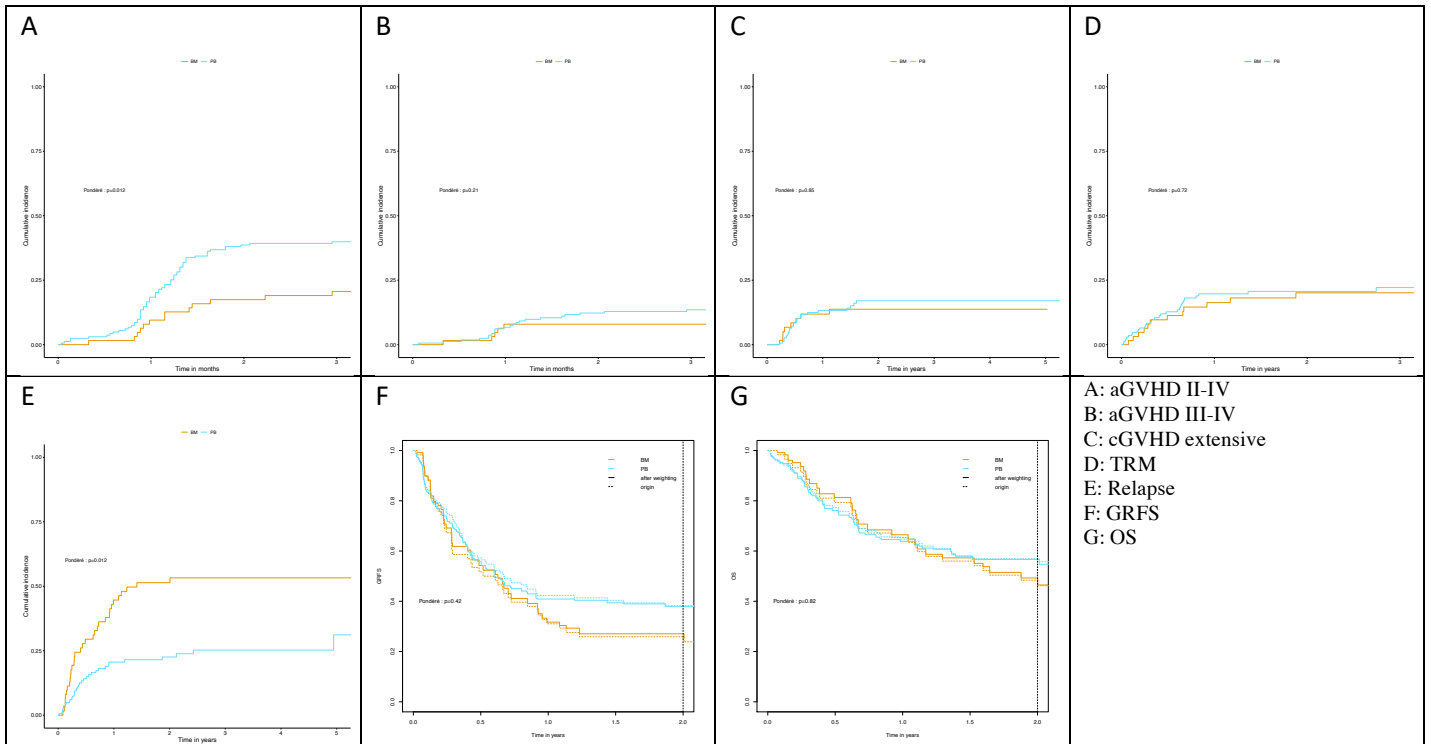 A
BM PB
1.00
0.75
0.50
0.25
0.00
Cumulative incidence
Pondéré : p=0.012
0 1 2 3
Time in months
B
BM PB
1.00
0.75
0.50
0.25
0.00
Cumulative incidence
Pondéré : p=0.21
0 1 2 3
Time in months
C
BM PB
1.00
0.75
0.50
0.25
0.00
Cumulative incidence
Pondéré : p=0.85
0 1 2 3 4 5
Time in years
D
BM PB
1.00
0.75
0.50
0.25
0.00
Cumulative incidence
Pondéré : p=0.72
0 1 2 3
Time in years
E
BM PB
1.00
0.75
0.50
0.25
0.00
Cumulative incidence
Pondéré : p=0.012
0 1 2 3 4 5
Time in years
F
BM
PB
after weighting
origin
1.0
0.8
0.6
0.4
0.2
0.0
GRFS
Pondéré : p=0.42
0.0 0.5 1.0 1.5 2.0
Time in years
G
BM
PB
after weighting
origin
1.0
0.8
0.6
0.4
0.2
0.0
OS
Pondéré : p=0.82
0.0 0.5 1.0 1.5 2.0
Time in years
A: aGVHD II-IV
B: aGVHD III-IV
C: cGVHD extensive
D: TRM
E: Relapse
F: GRFS
G: OS